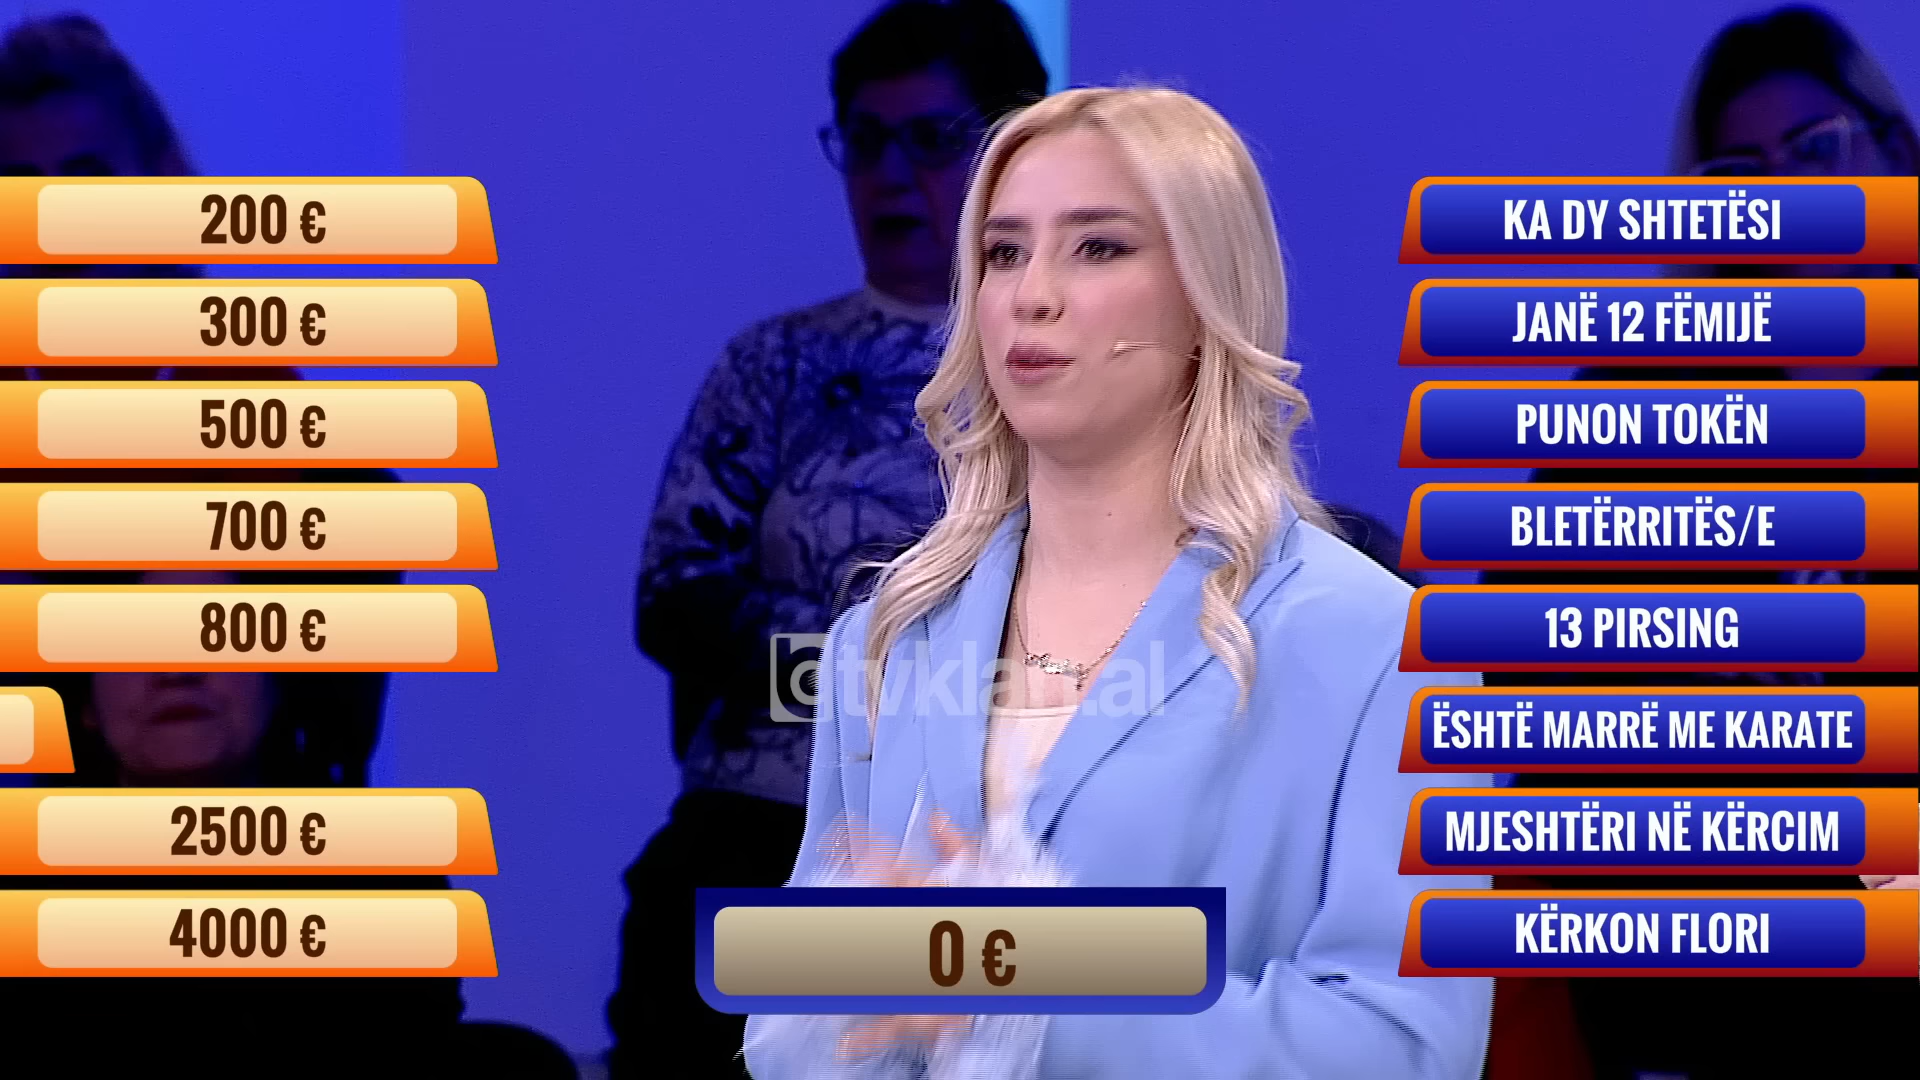 200 €
300 €
500 €
700 €
800 €
2500 €
4000 €
KA DY SHTETËSI
JANË 12 FËMIJË
PUNON TOKËN
BLETËRRITËS/E
13 PIRSING
ËSHTË MARRË ME KARATE
MJESHTËRI NË KËRCIM
KËRKON FLORI
tvklan.al
0 €